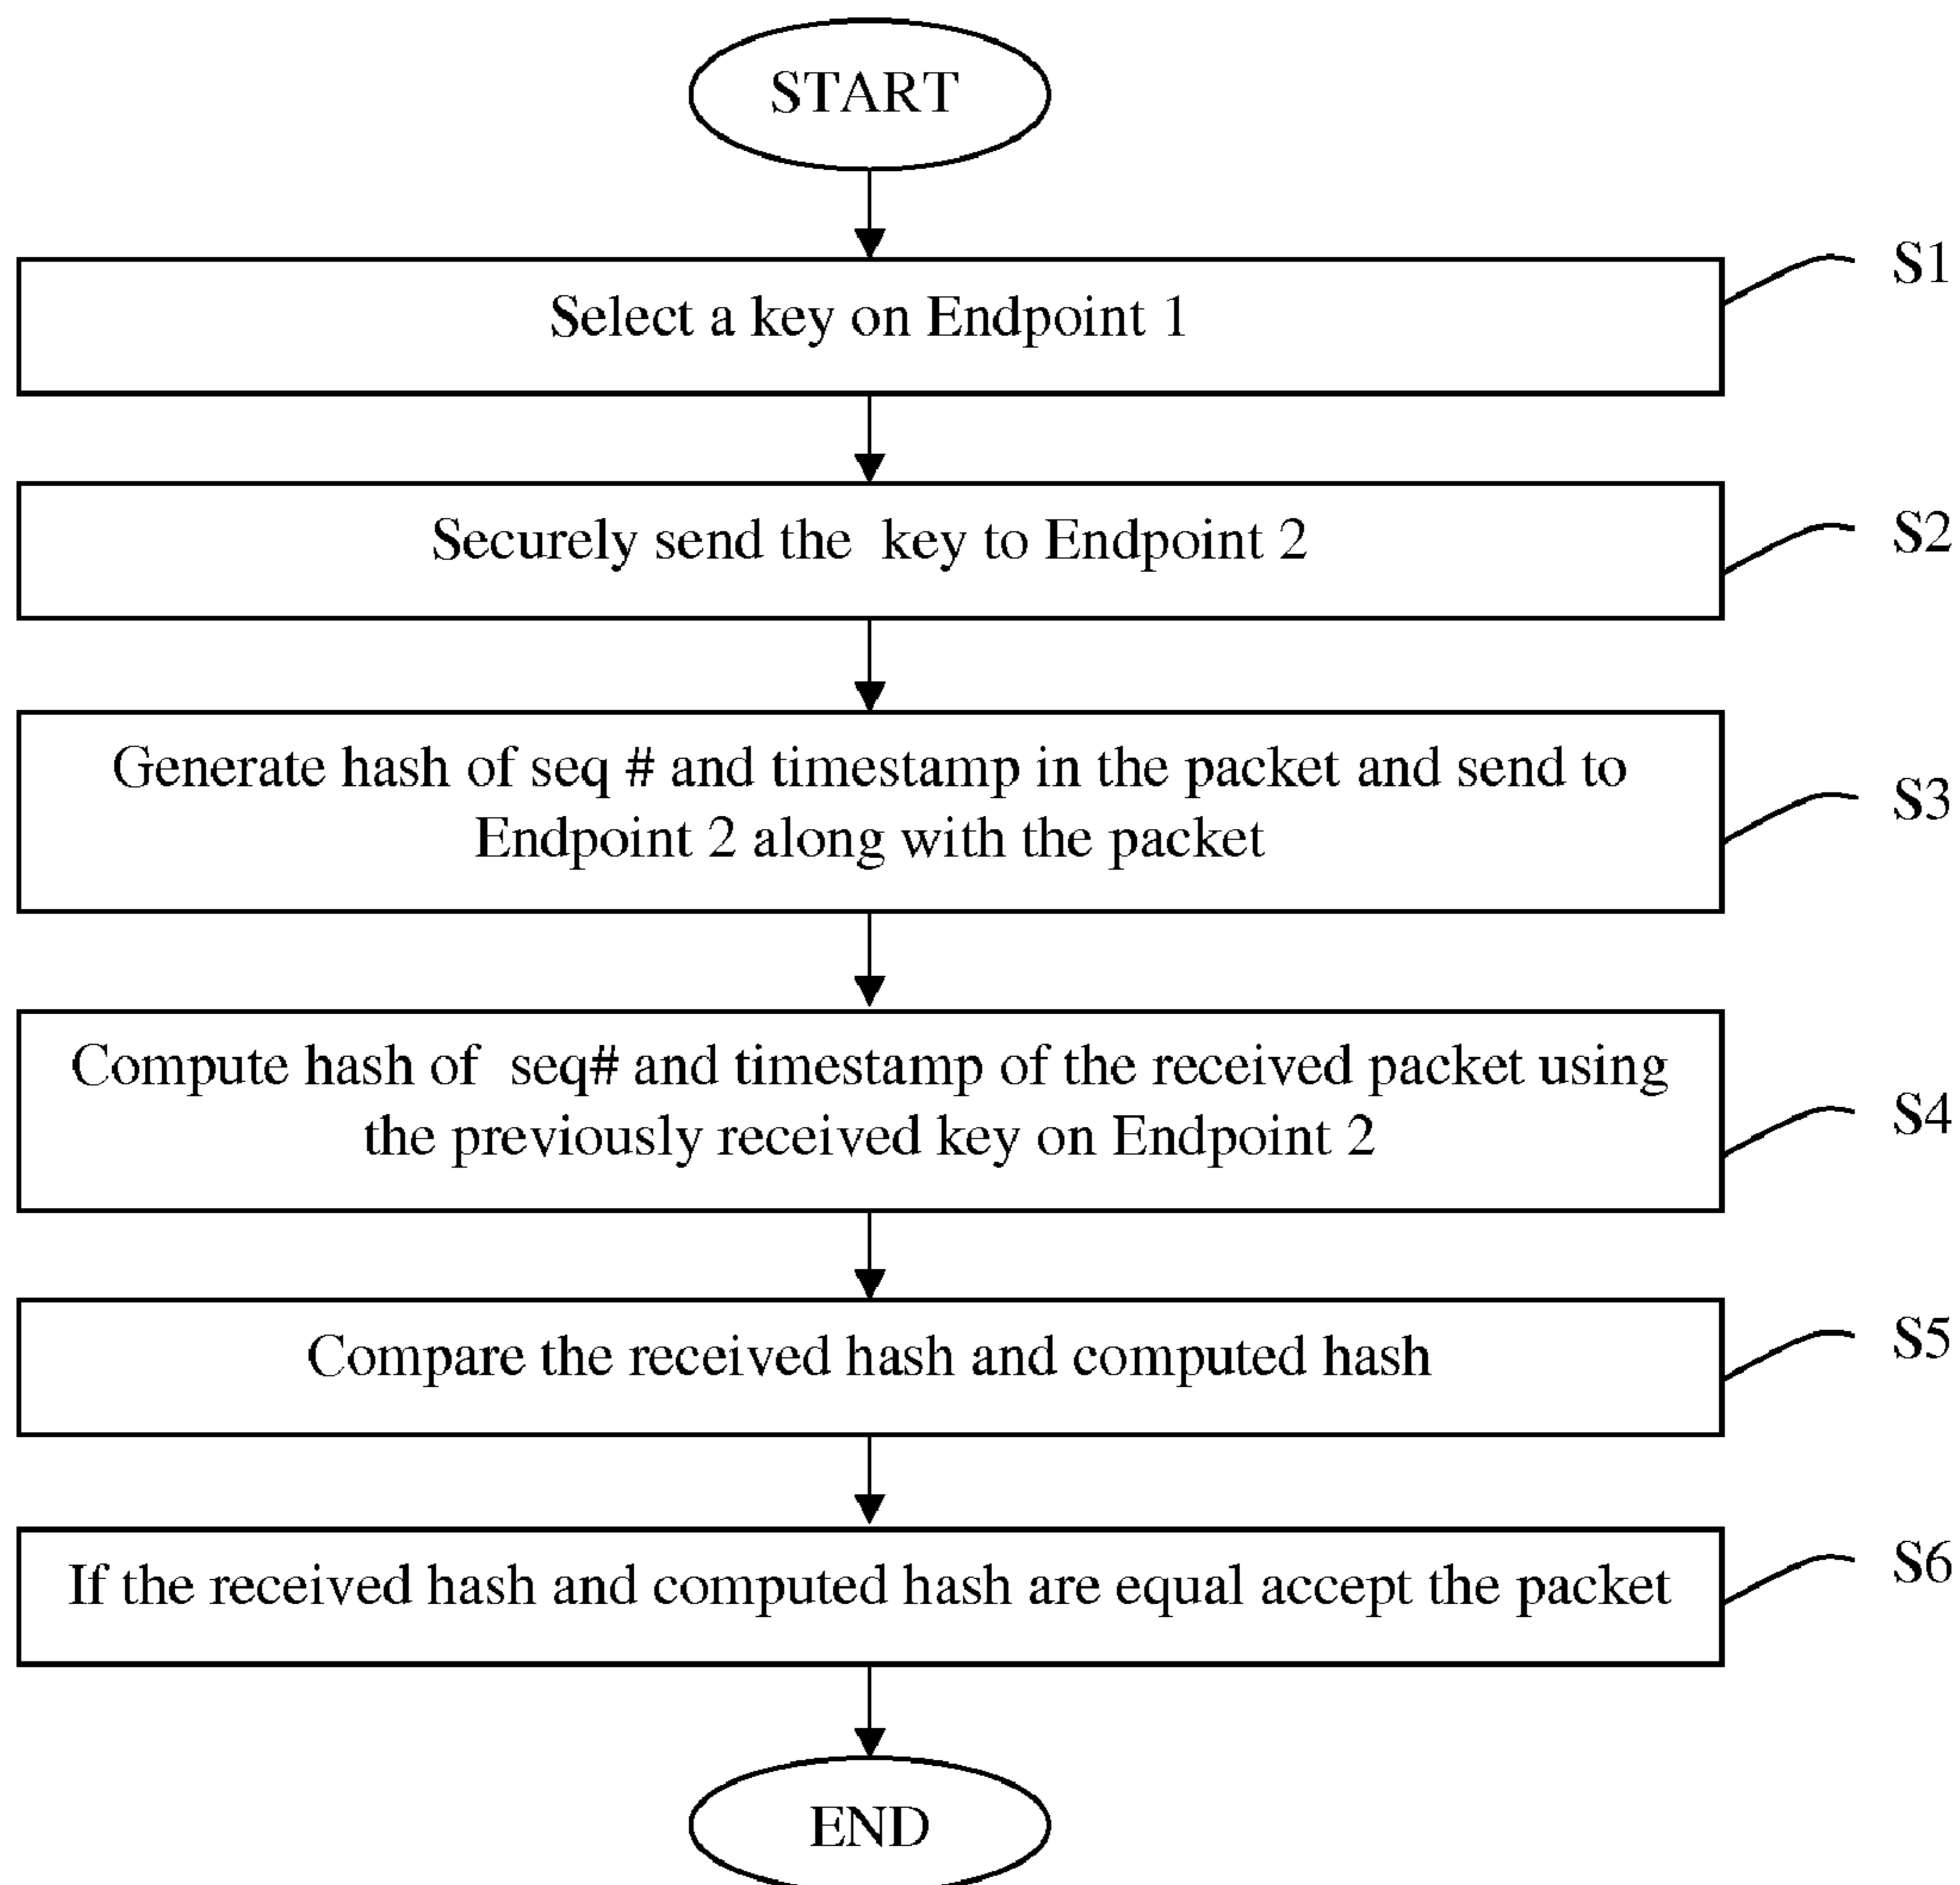 START
Select a key on Endpoint 1
S1
Securely send the key to Endpoint 2
S2
Generate hash of seq # and timestamp in the packet and send to
Endpoint 2 along with the packet
S3
Compute hash of seq# and timestamp of the received packet using
the previously received key on Endpoint 2
S4
Compare the received hash and computed hash
S5
If the received hash and computed hash are equal accept the packet
S6
END